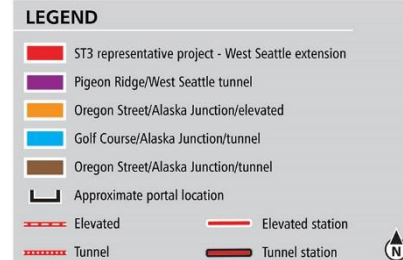 LEGEND
ST3 representative project - West Seattle extension
Pigeon Ridge/West Seattle tunnel
Oregon Street/Alaska Junction/elevated
Golf Course/Alaska Junction/tunnel
Oregon Street/Alaska Junction/tunnel
Approximate portal location
Elevated Elevated station
Tunnel Tunnel station
N